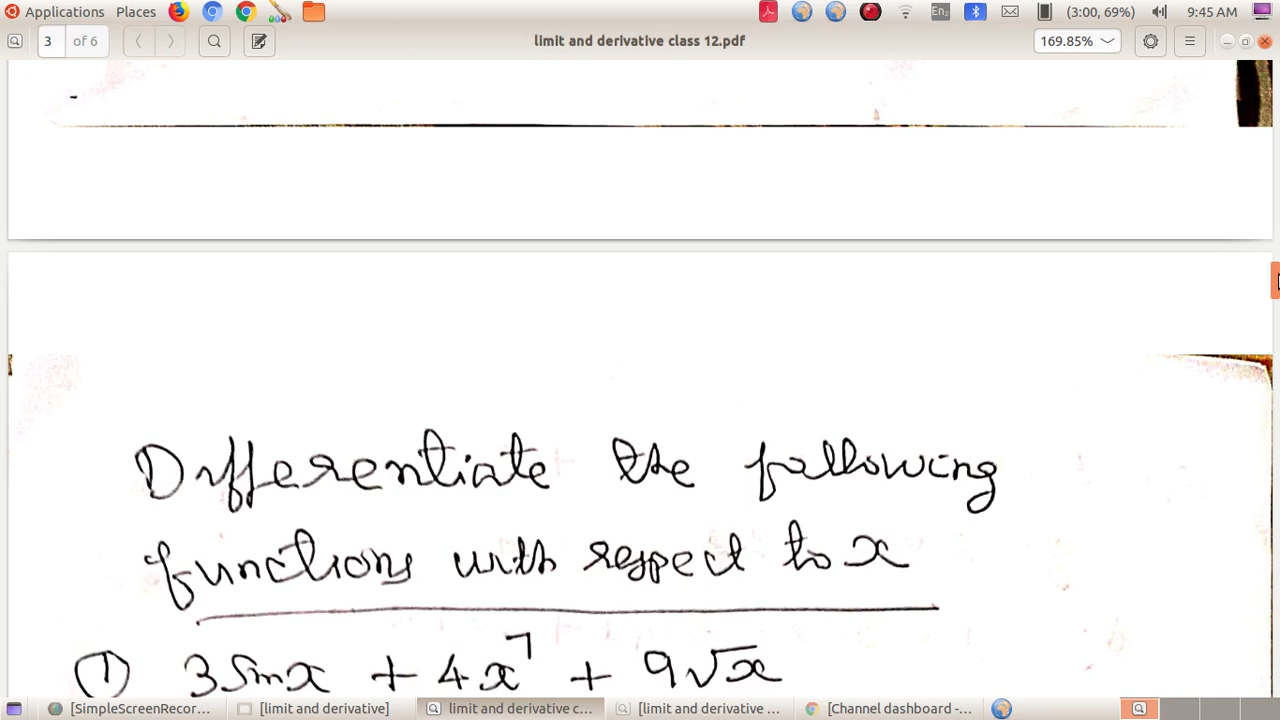 Applications Places En₂ (3:00, 69%) 9:45 AM
3 of 6 limit and derivative class 12.pdf 169.85%
Differentiate the following
functions with respect to x
① 3 sin x + 4x⁷ + 9√x
[SimpleScreenRecor... [limit and derivative] limit and derivative c... [limit and derivative ... [Channel dashboard -...